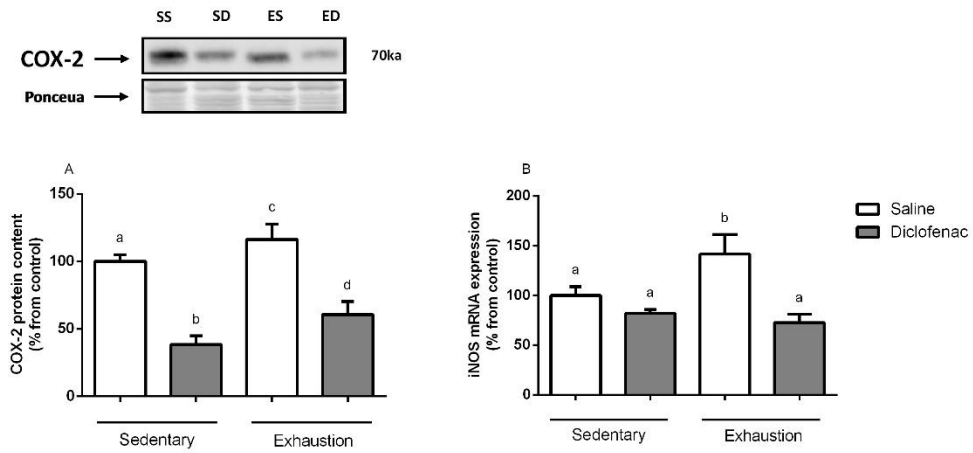 SS SD ES ED
COX-2 70ka
Ponceua
A
COX-2 protein content
(% from control)
150
100
50
0
a
b
c
d
Sedentary Exhaustion
B
iNOS mRNA expression
(% from control)
200
150
100
50
0
a
a
b
a
Sedentary Exhaustion
Saline
Diclofenac